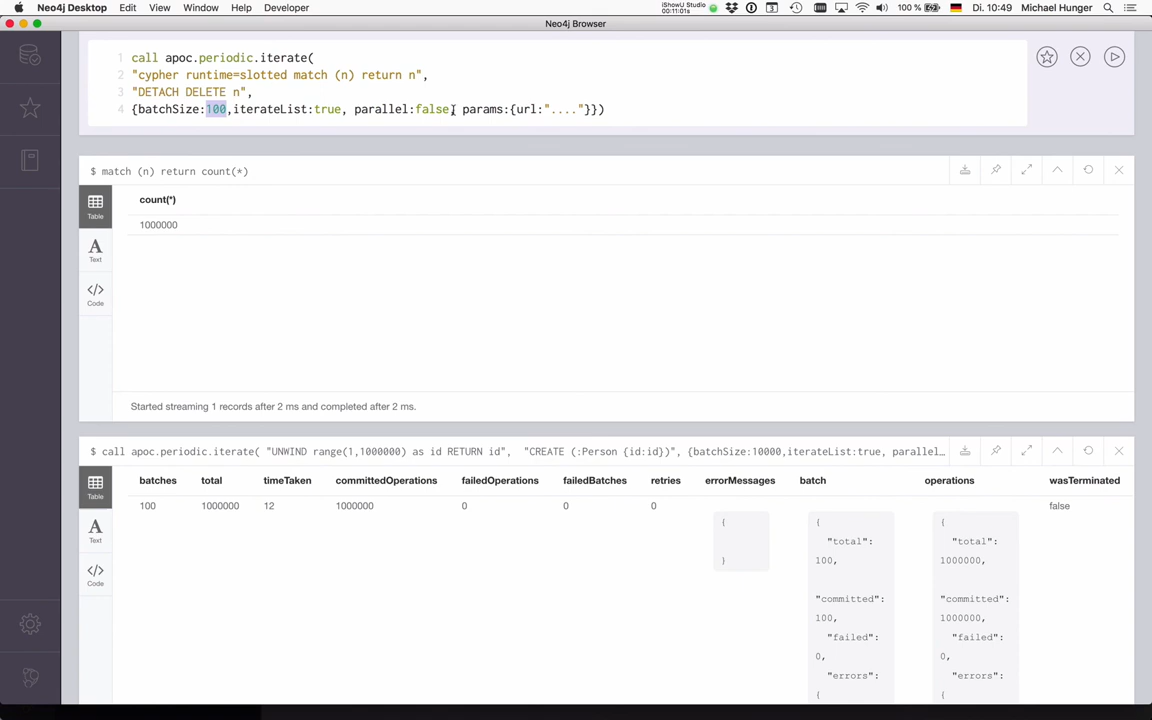 Neo4j Desktop Edit View Window Help Developer
iShowU Studio
00:11:01s
3
100 %
Di. 10:49 Michael Hunger
Neo4j Browser
1 call apoc.periodic.iterate(
2 "cypher runtime=slotted match (n) return n",
3 "DETACH DELETE n",
4 {batchSize:100,iterateList:true, parallel:false, params:{url:"...."}})
$ match (n) return count(*)
Table
count(*)
1000000
A
Text
</>
Code
Started streaming 1 records after 2 ms and completed after 2 ms.
$ call apoc.periodic.iterate( "UNWIND range(1,1000000) as id RETURN id", "CREATE (:Person {id:id})", {batchSize:10000,iterateList:true, parallel…
Table
batches total timeTaken committedOperations failedOperations failedBatches retries errorMessages batch operations wasTerminated
100 1000000 12 1000000 0 0 0 false
A
Text
</>
Code
{
}
{
"total":
100,
"committed":
100,
"failed":
0,
"errors":
{
{
"total":
1000000,
"committed":
1000000,
"failed":
0,
"errors":
{